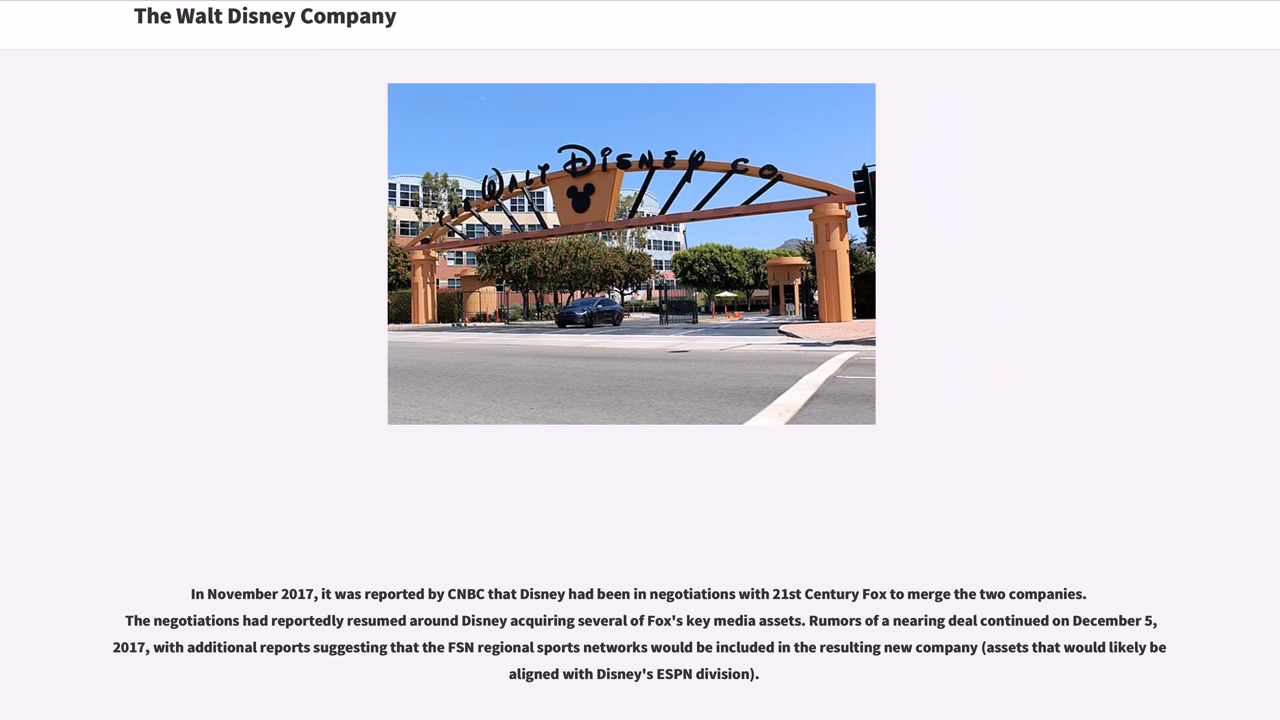 The Walt Disney Company
THE WALT DISNEY CO.
In November 2017, it was reported by CNBC that Disney had been in negotiations with 21st Century Fox to merge the two companies.
The negotiations had reportedly resumed around Disney acquiring several of Fox's key media assets. Rumors of a nearing deal continued on December 5,
2017, with additional reports suggesting that the FSN regional sports networks would be included in the resulting new company (assets that would likely be
aligned with Disney's ESPN division).